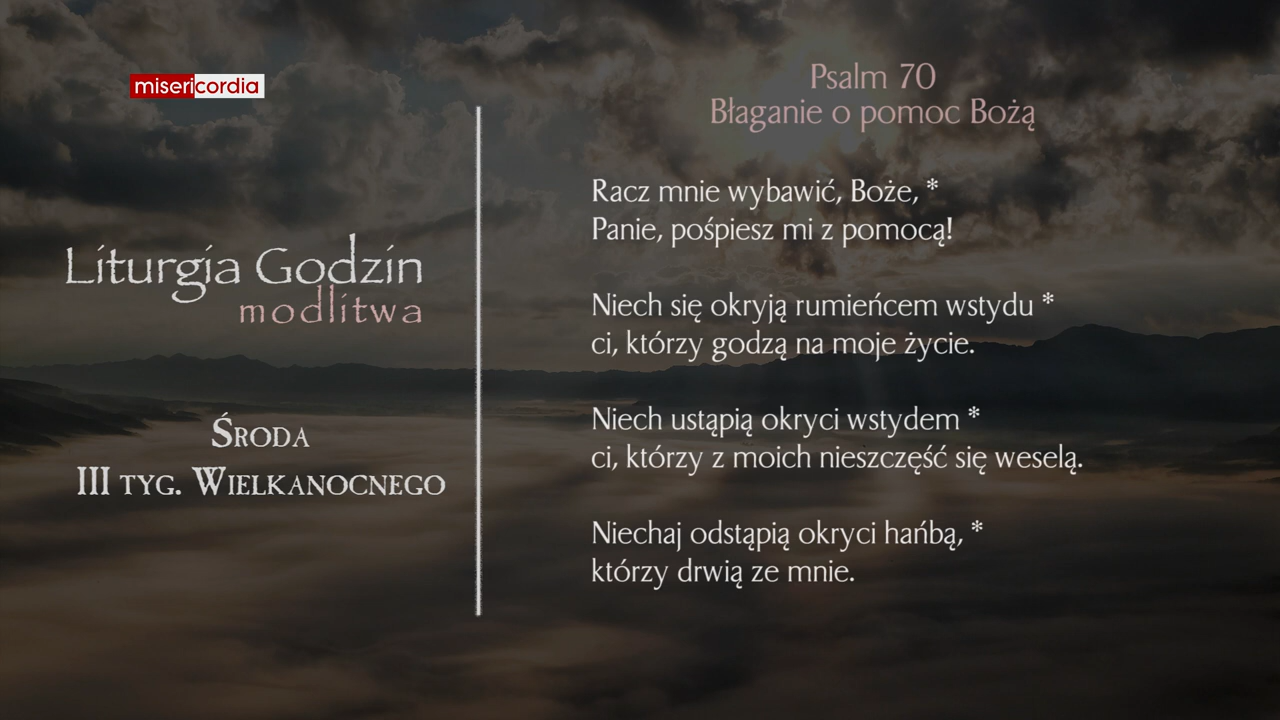 misericordia
Liturgia Godzin
modlitwa
Środa
III tyg. Wielkanocnego
Psalm 70
Błaganie o pomoc Bożą
Racz mnie wybawić, Boże, *
Panie, pośpiesz mi z pomocą!
Niech się okryją rumieńcem wstydu *
ci, którzy godzą na moje życie.
Niech ustąpią okryci wstydem *
ci, którzy z moich nieszczęść się weselą.
Niechaj odstąpią okryci hańbą, *
którzy drwią ze mnie.